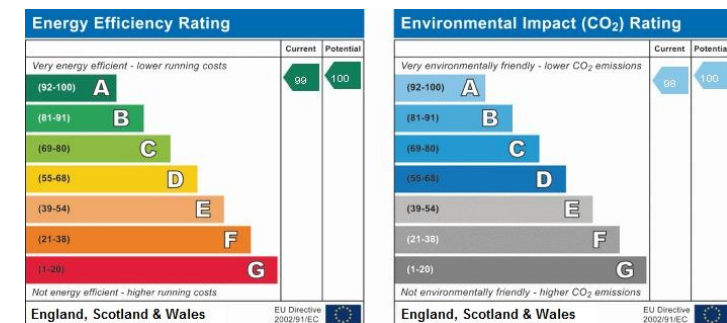 Energy Efficiency Rating
Current Potential
Very energy efficient - lower running costs
(92-100) A
99
100
(81-91) B
(69-80) C
(55-68) D
(39-54) E
(21-38) F
(1-20) G
Not energy efficient - higher running costs
England, Scotland & Wales
EU Directive
2002/91/EC
Environmental Impact (CO₂) Rating
Current Potential
Very environmentally friendly - lower CO₂ emissions
(92-100) A
98
100
(81-91) B
(69-80) C
(55-68) D
(39-54) E
(21-38) F
(1-20) G
Not environmentally friendly - higher CO₂ emissions
England, Scotland & Wales
EU Directive
2002/91/EC